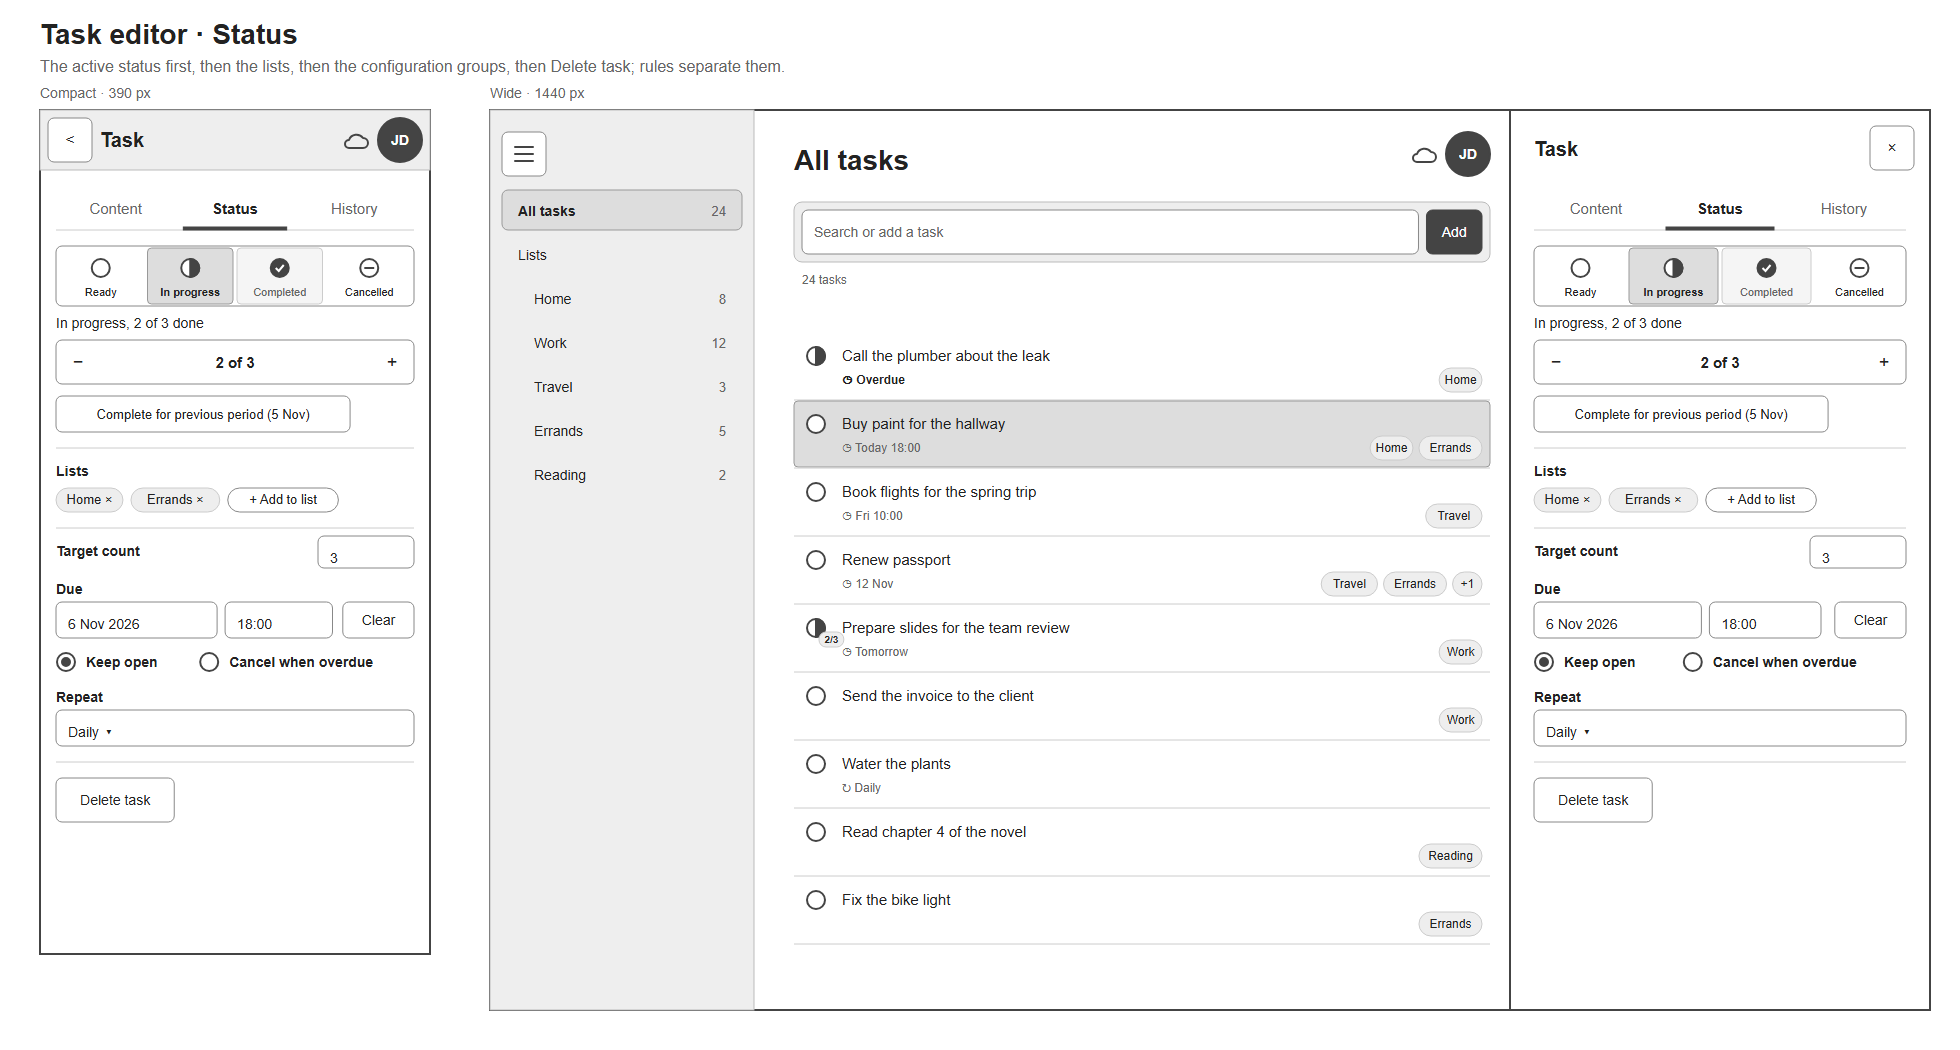 Task editor · Status
The active status first, then the lists, then the configuration groups, then Delete task; rules separate them.
Compact · 390 px
< Task JD
Content Status History
Ready In progress Completed Cancelled
In progress, 2 of 3 done
− 2 of 3 +
Complete for previous period (5 Nov)
Lists
Home × Errands × + Add to list
Target count 3
Due
6 Nov 2026 18:00 Clear
Keep open Cancel when overdue
Repeat
Daily ▾
Delete task
Wide · 1440 px
All tasks 24
Lists
Home 8
Work 12
Travel 3
Errands 5
Reading 2
All tasks JD
Search or add a task Add
24 tasks
Call the plumber about the leak
Overdue Home
Buy paint for the hallway
Today 18:00 Home Errands
Book flights for the spring trip
Fri 10:00 Travel
Renew passport
12 Nov Travel Errands +1
Prepare slides for the team review
2/3 Tomorrow Work
Send the invoice to the client
Work
Water the plants
↻ Daily
Read chapter 4 of the novel
Reading
Fix the bike light
Errands
Task ×
Content Status History
Ready In progress Completed Cancelled
In progress, 2 of 3 done
− 2 of 3 +
Complete for previous period (5 Nov)
Lists
Home × Errands × + Add to list
Target count 3
Due
6 Nov 2026 18:00 Clear
Keep open Cancel when overdue
Repeat
Daily ▾
Delete task